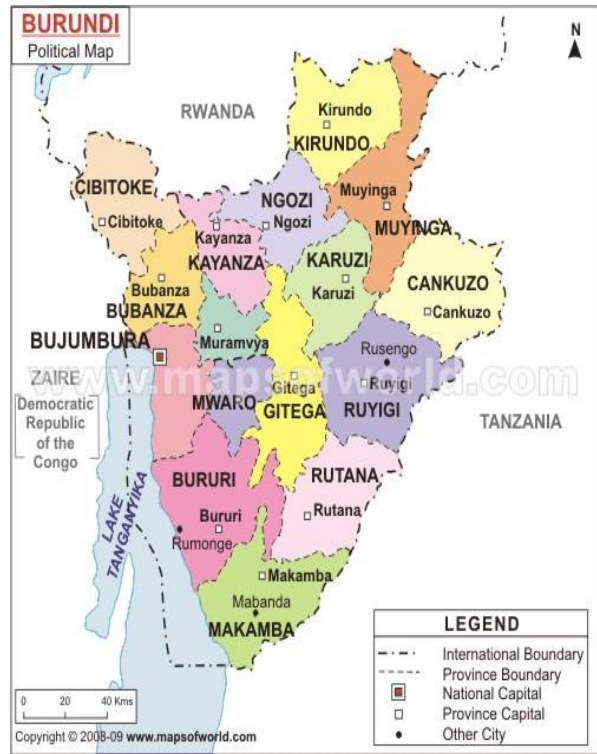 BURUNDI
Political Map
N
RWANDA
Kirundo
KIRUNDO
CIBITOKE
Cibitoke
NGOZI
Ngozi
Muyinga
MUYINGA
Kayanza
KAYANZA
KARUZI
Karuzi
CANKUZO
Cankuzo
Bubanza
BUBANZA
Muramvya
BUJUMBURA
Rusengo
ZAIRE
www.mapsofworld.com
Gitega
Ruyigi
MWARO
GITEGA
RUYIGI
Democratic
Republic
of the
Congo
TANZANIA
BURURI
RUTANA
LAKE
TANGANYIKA
Bururi
Rutana
Rumonge
Makamba
Mabanda
MAKAMBA
LEGEND
International Boundary
Province Boundary
National Capital
Province Capital
Other City
0 20 40 Kms
Copyright © 2008-09 www.mapsofworld.com